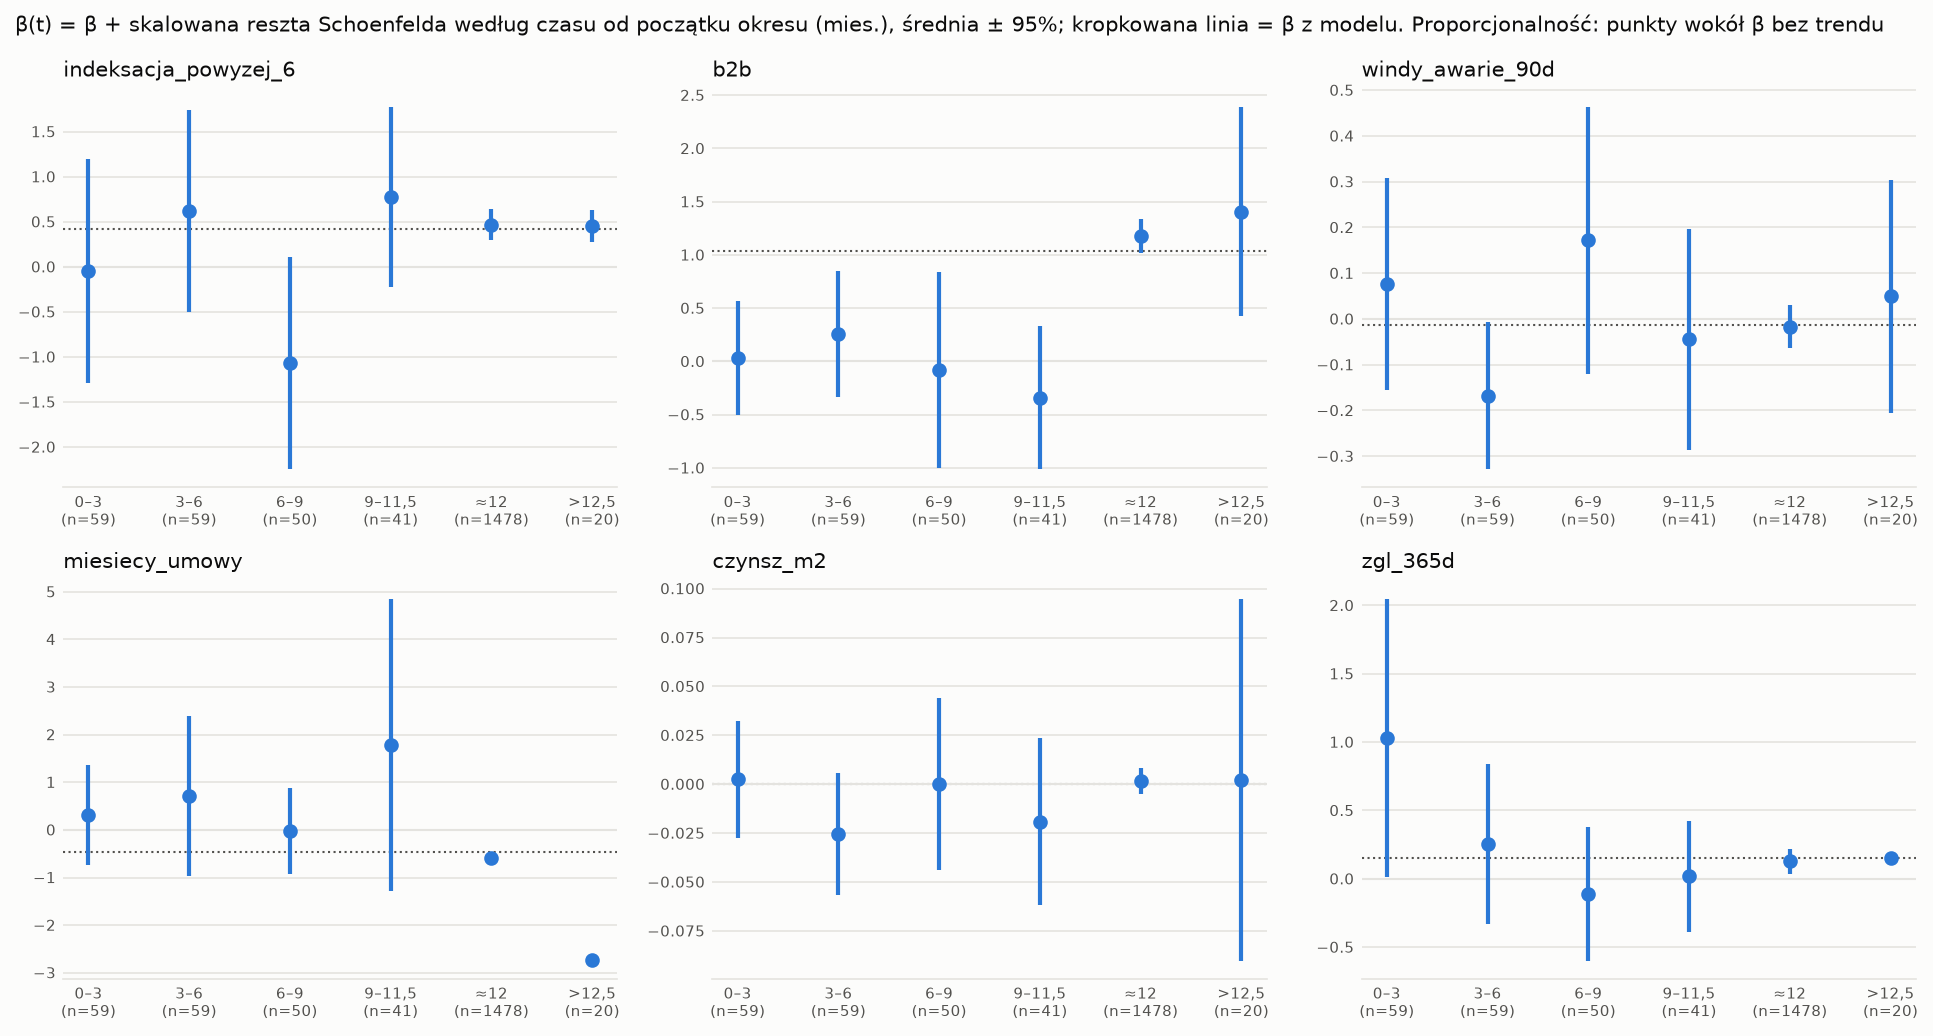 β(t) = β + skalowana reszta Schoenfelda według czasu od początku okresu (mies.), średnia ± 95%; kropkowana linia = β z modelu. Proporcjonalność: punkty wokół β bez trendu
indeksacja_powyzej_6
1.5
1.0
0.5
0.0
−0.5
−1.0
−1.5
−2.0
0–3 3–6 6–9 9–11,5 ≈12 >12,5
(n=59) (n=59) (n=50) (n=41) (n=1478) (n=20)
b2b
2.5
2.0
1.5
1.0
0.5
0.0
−0.5
−1.0
0–3 3–6 6–9 9–11,5 ≈12 >12,5
(n=59) (n=59) (n=50) (n=41) (n=1478) (n=20)
windy_awarie_90d
0.5
0.4
0.3
0.2
0.1
0.0
−0.1
−0.2
−0.3
0–3 3–6 6–9 9–11,5 ≈12 >12,5
(n=59) (n=59) (n=50) (n=41) (n=1478) (n=20)
miesiecy_umowy
5
4
3
2
1
0
−1
−2
−3
0–3 3–6 6–9 9–11,5 ≈12 >12,5
(n=59) (n=59) (n=50) (n=41) (n=1478) (n=20)
czynsz_m2
0.100
0.075
0.050
0.025
0.000
−0.025
−0.050
−0.075
0–3 3–6 6–9 9–11,5 ≈12 >12,5
(n=59) (n=59) (n=50) (n=41) (n=1478) (n=20)
zgl_365d
2.0
1.5
1.0
0.5
0.0
−0.5
0–3 3–6 6–9 9–11,5 ≈12 >12,5
(n=59) (n=59) (n=50) (n=41) (n=1478) (n=20)